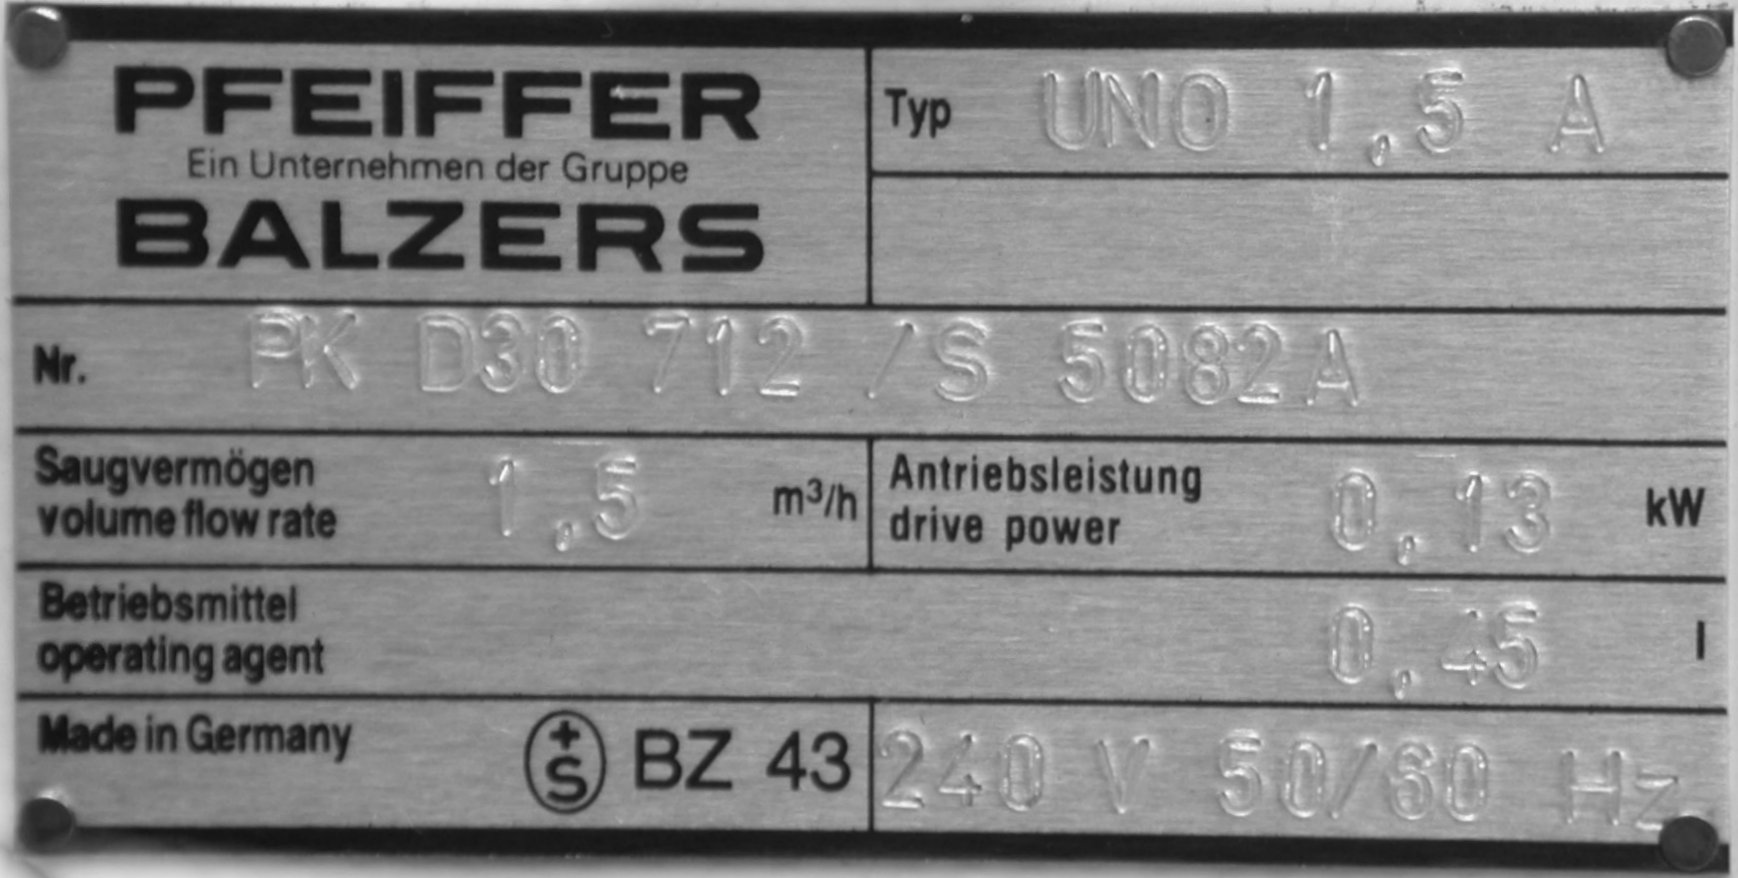 PFEIFFER
Ein Unternehmen der Gruppe
BALZERS
Typ UNO 1,5 A
Nr. PK D30 712 /S 5082A
Saugvermögen
volume flow rate 1,5 m³/h
Antriebsleistung
drive power 0,13 kW
Betriebsmittel
operating agent 0,45 l
Made in Germany +S BZ 43 240 V 50/60 Hz